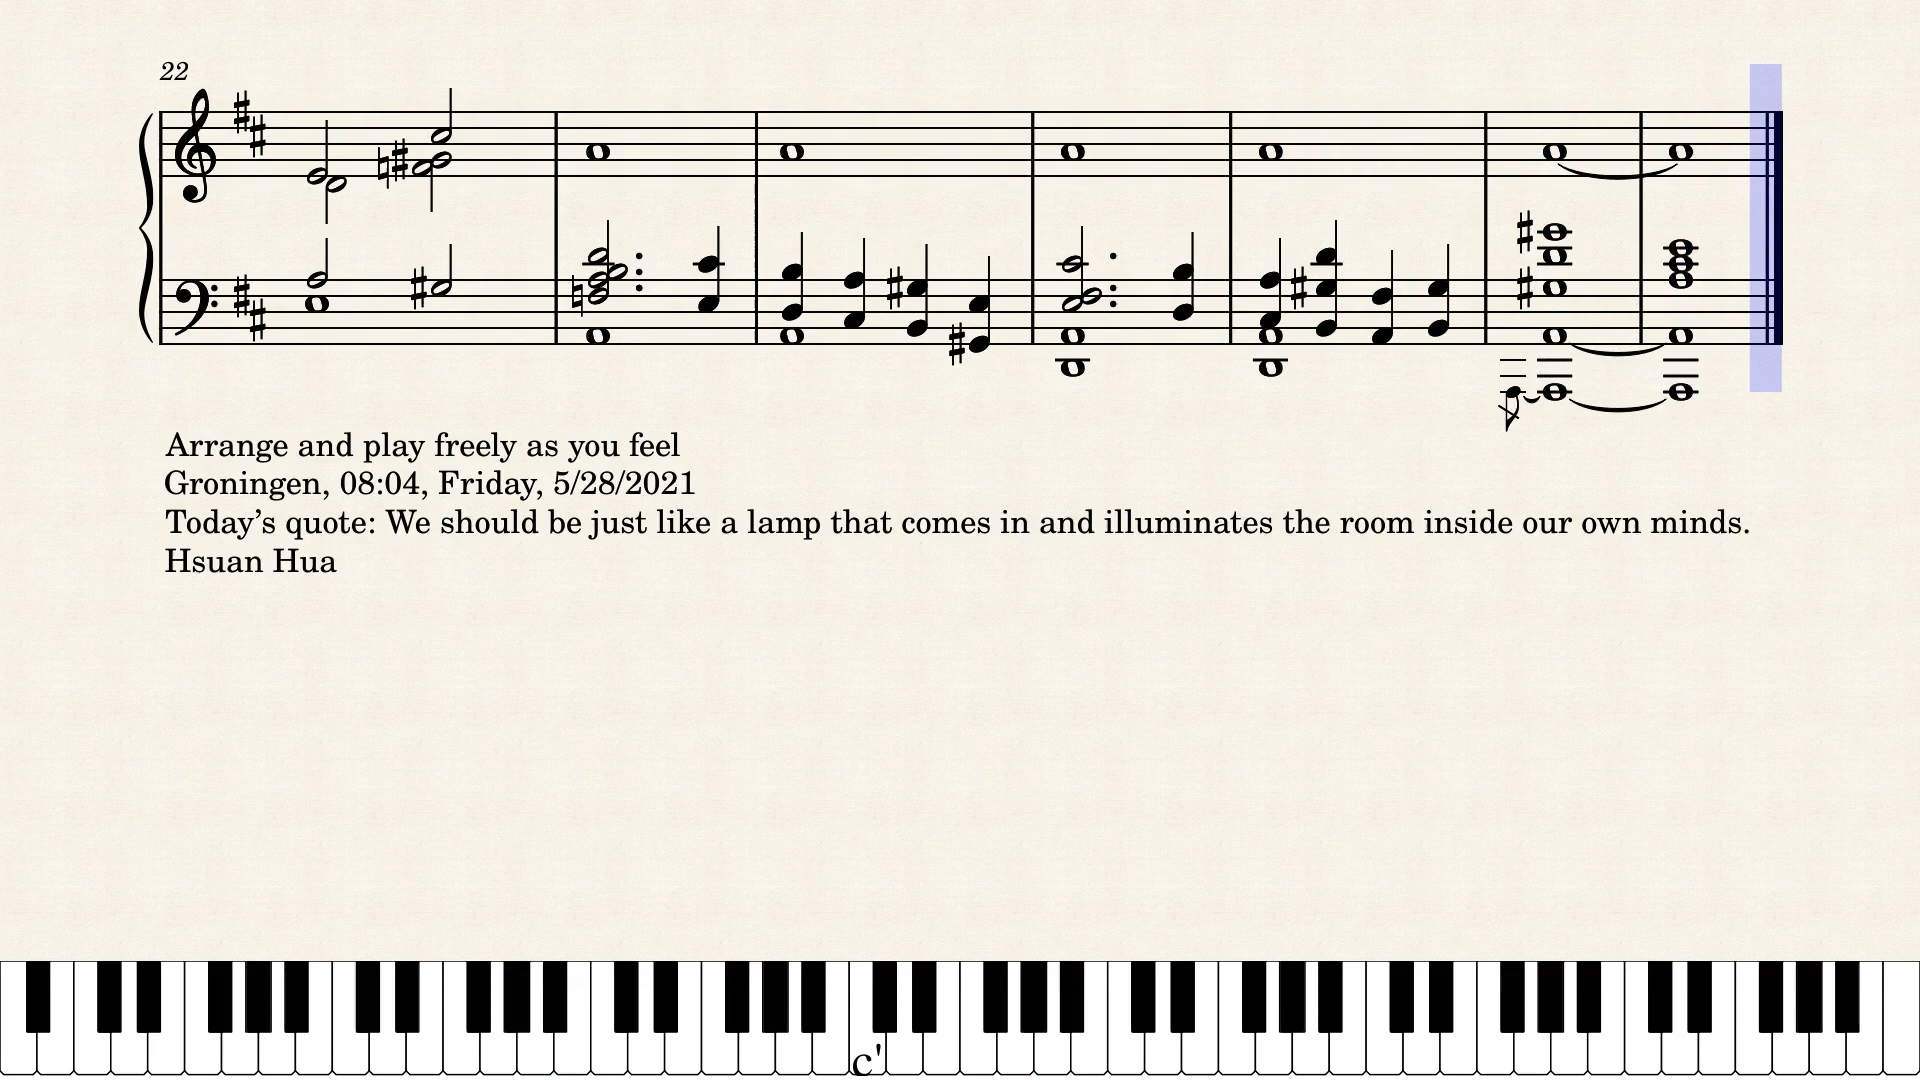 22
Arrange and play freely as you feel
Groningen, 08:04, Friday, 5/28/2021
Today’s quote: We should be just like a lamp that comes in and illuminates the room inside our own minds.
Hsuan Hua
c'